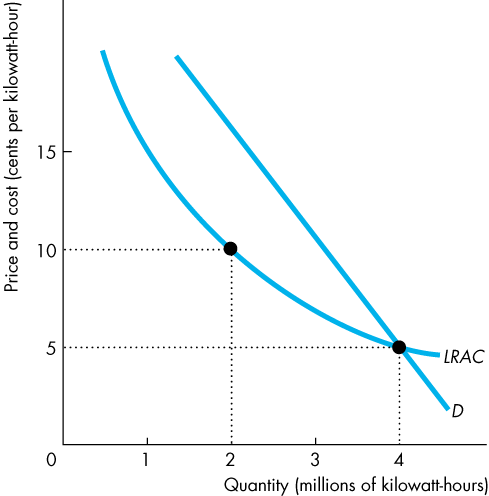 Price and cost (cents per kilowatt-hour)
15
10
5
LRAC
D
0
1
2
3
4
Quantity (millions of kilowatt-hours)